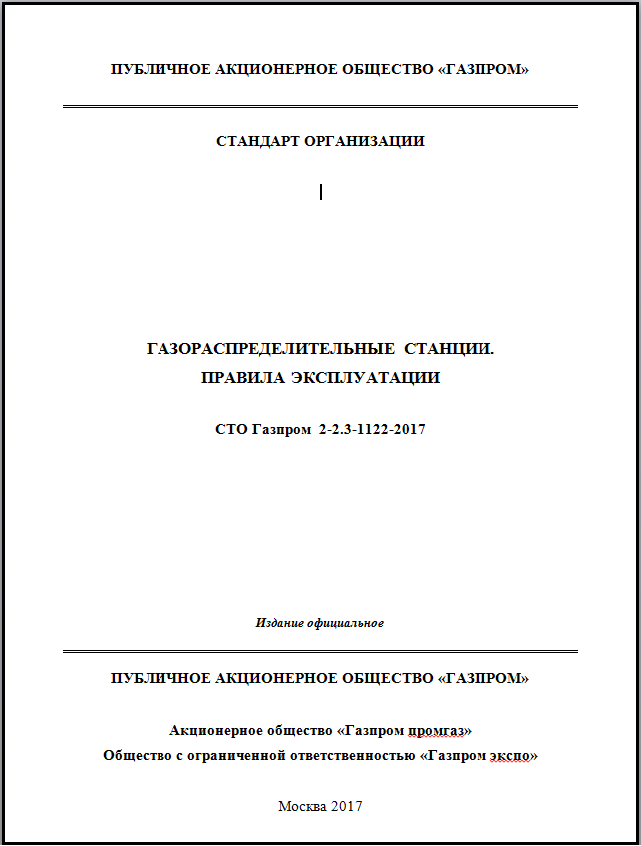 ПУБЛИЧНОЕ АКЦИОНЕРНОЕ ОБЩЕСТВО «ГАЗПРОМ»
СТАНДАРТ ОРГАНИЗАЦИИ
ГАЗОРАСПРЕДЕЛИТЕЛЬНЫЕ СТАНЦИИ.
ПРАВИЛА ЭКСПЛУАТАЦИИ
СТО Газпром 2-2.3-1122-2017
Издание официальное
ПУБЛИЧНОЕ АКЦИОНЕРНОЕ ОБЩЕСТВО «ГАЗПРОМ»
Акционерное общество «Газпром промгаз»
Общество с ограниченной ответственностью «Газпром экспо»
Москва 2017